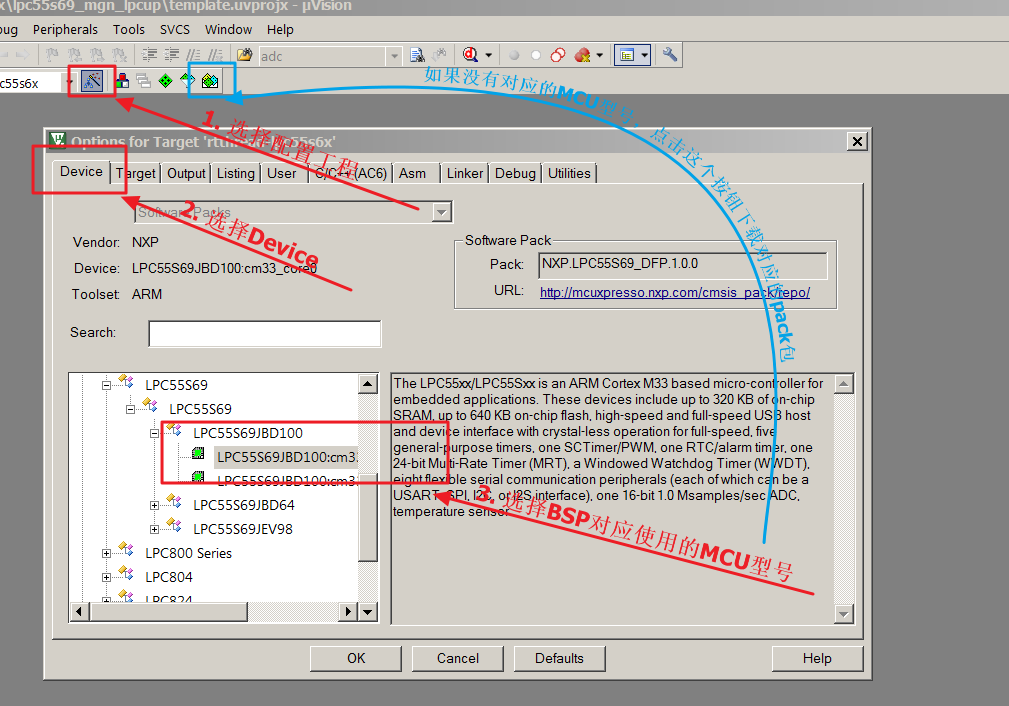 x\lpc55s69_mgn_lpcup\template.uvprojx - µVision
ug Peripherals Tools SVCS Window Help
adc
c55s6x
如果没有对应的MCU型号，点击这个按钮下载对应的pack包
1. 选择配置工程
Options for Target 'rtthread-lpc55s6x'
Device Target Output Listing User C/C++ (AC6) Asm Linker Debug Utilities
Software Packs
2. 选择Device
Vendor: NXP
Device: LPC55S69JBD100:cm33_core0
Toolset: ARM
Software Pack
Pack: NXP.LPC55S69_DFP.1.0.0
URL: http://mcuxpresso.nxp.com/cmsis_pack/repo/
Search:
LPC55S69
LPC55S69
LPC55S69JBD100
LPC55S69JBD100:cm3
LPC55S69JBD100:cm3
LPC55S69JBD64
LPC55S69JEV98
LPC800 Series
LPC804
LPC824
The LPC55xx/LPC55Sxx is an ARM Cortex M33 based micro-controller for
embedded applications. These devices include up to 320 KB of on-chip
SRAM, up to 640 KB on-chip flash, high-speed and full-speed USB host
and device interface with crystal-less operation for full-speed, five
general-purpose timers, one SCTimer/PWM, one RTC/alarm timer, one
24-bit Multi-Rate Timer (MRT), a Windowed Watchdog Timer (WWDT),
eight flexible serial communication peripherals (each of which can be a
USART, SPI, I2C, or I2S interface), one 16-bit 1.0 Msamples/sec ADC,
temperature sensor.
3. 选择BSP对应使用的MCU型号
OK Cancel Defaults Help